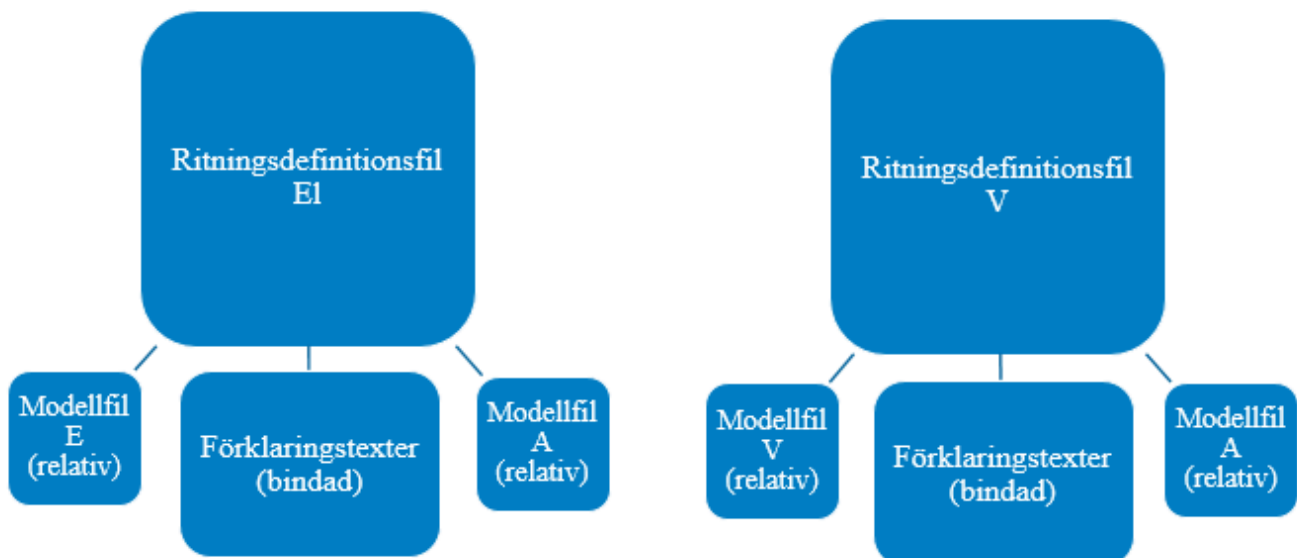 Ritningsdefinitionsfil
El
Modellfil
E
(relativ)
Förklaringstexter
(bindad)
Modellfil
A
(relativ)
Ritningsdefinitionsfil
V
Modellfil
V
(relativ)
Förklaringstexter
(bindad)
Modellfil
A
(relativ)